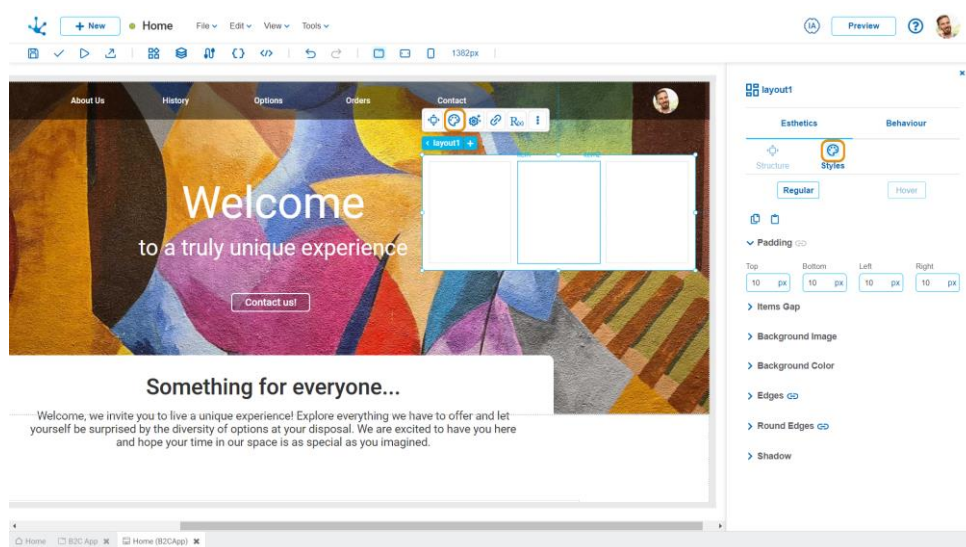 + New
Home
File
Edit
View
Tools
IA
Preview
?
1382px
About Us
History
Options
Orders
Contact
layout1 +
Welcome
to a truly unique experience
Contact us!
Something for everyone...
Welcome, we invite you to live a unique experience! Explore everything we have to offer and let
yourself be surprised by the diversity of options at your disposal. We are excited to have you here
and hope your time in our space is as special as you imagined.
layout1
Esthetics
Behaviour
Structure
Styles
Regular
Hover
Padding
Top
Bottom
Left
Right
10 px
10 px
10 px
10 px
Items Gap
Background Image
Background Color
Edges
Round Edges
Shadow
Home
B2C App
Home (B2CApp)